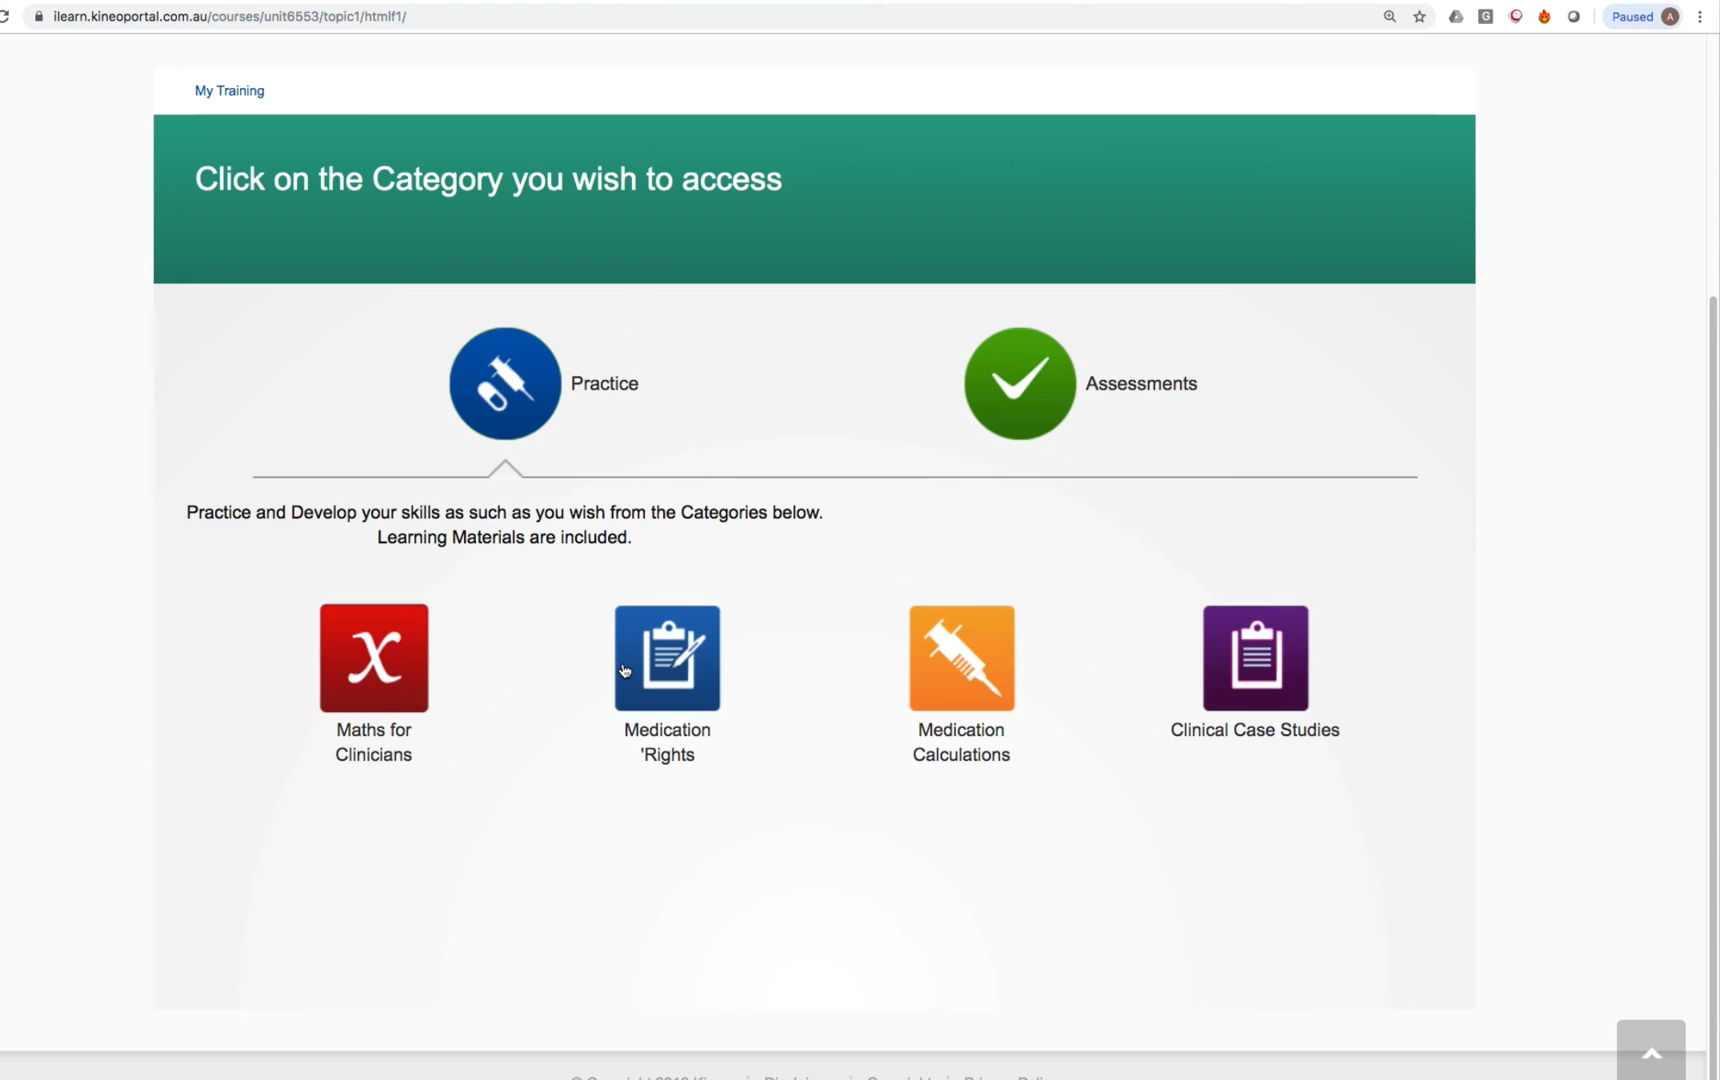 ilearn.kineoportal.com.au/courses/unit6553/topic1/htmlf1/
G
Paused A
My Training
Click on the Category you wish to access
Practice
Assessments
Practice and Develop your skills as such as you wish from the Categories below.
Learning Materials are included.
x
Maths for
Clinicians
Medication
'Rights
Medication
Calculations
Clinical Case Studies